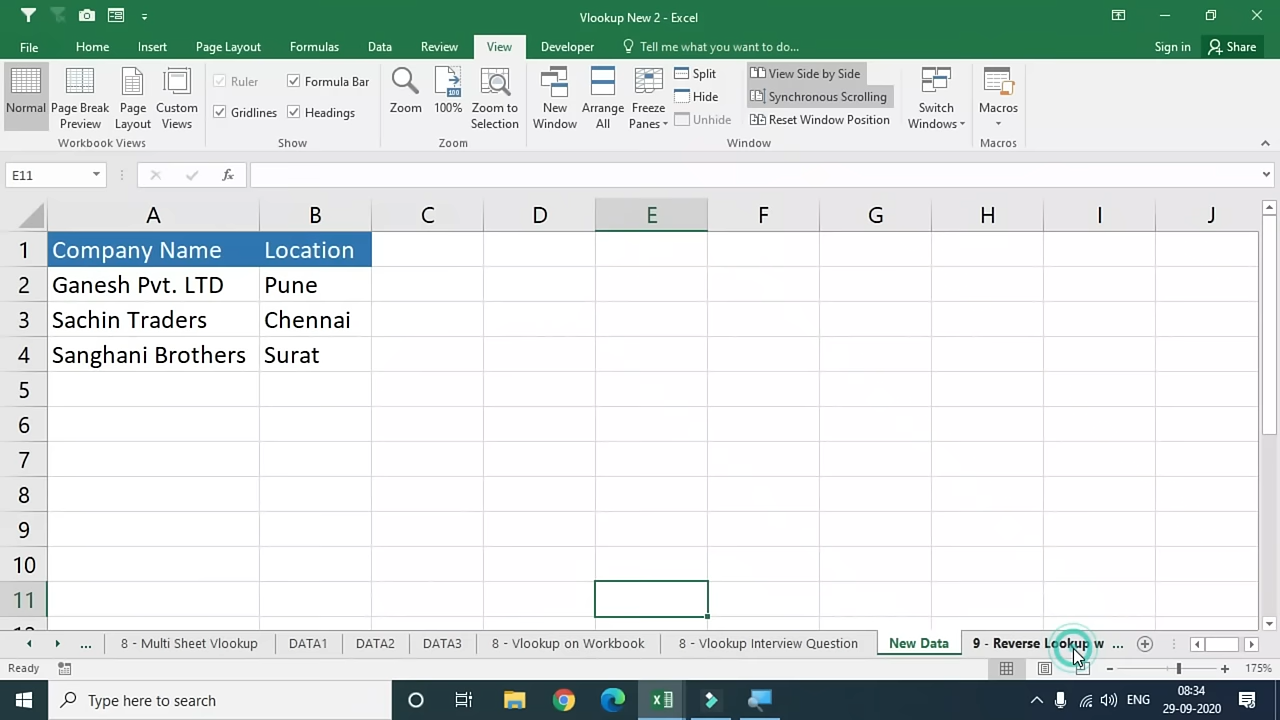 Vlookup New 2 - Excel
File Home Insert Page Layout Formulas Data Review View Developer Tell me what you want to do... Sign in Share
Normal
Page Break
Preview
Page
Layout
Custom
Views
Workbook Views
Ruler
Formula Bar
Gridlines
Headings
Show
Zoom
100%
Zoom to
Selection
Zoom
New
Window
Arrange
All
Freeze
Panes
Split
Hide
Unhide
View Side by Side
Synchronous Scrolling
Reset Window Position
Switch
Windows
Window
Macros
Macros
E11 fx
A B C D E F G H I J
1 Company Name Location
2 Ganesh Pvt. LTD Pune
3 Sachin Traders Chennai
4 Sanghani Brothers Surat
5
6
7
8
9
10
11
... 8 - Multi Sheet Vlookup DATA1 DATA2 DATA3 8 - Vlookup on Workbook 8 - Vlookup Interview Question New Data 9 - Reverse Lookup w ...
Ready 175%
Type here to search ENG 08:34
29-09-2020